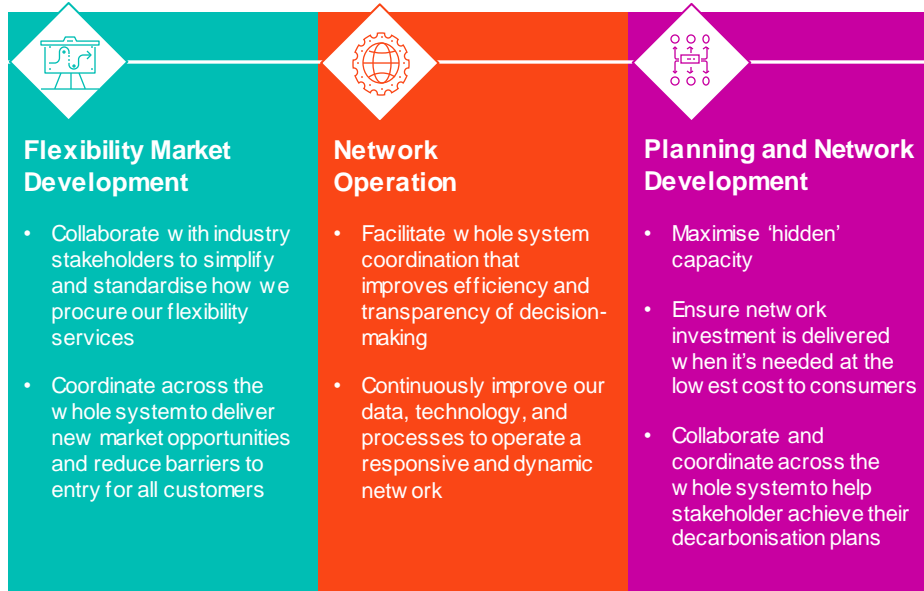 Flexibility Market
Development
• Collaborate with industry
stakeholders to simplify
and standardise how we
procure our flexibility
services
• Coordinate across the
whole system to deliver
new market opportunities
and reduce barriers to
entry for all customers
Network
Operation
• Facilitate whole system
coordination that
improves efficiency and
transparency of decision-
making
• Continuously improve our
data, technology, and
processes to operate a
responsive and dynamic
network
Planning and Network
Development
• Maximise ‘hidden’
capacity
• Ensure network
investment is delivered
when it’s needed at the
lowest cost to consumers
• Collaborate and
coordinate across the
whole system to help
stakeholder achieve their
decarbonisation plans